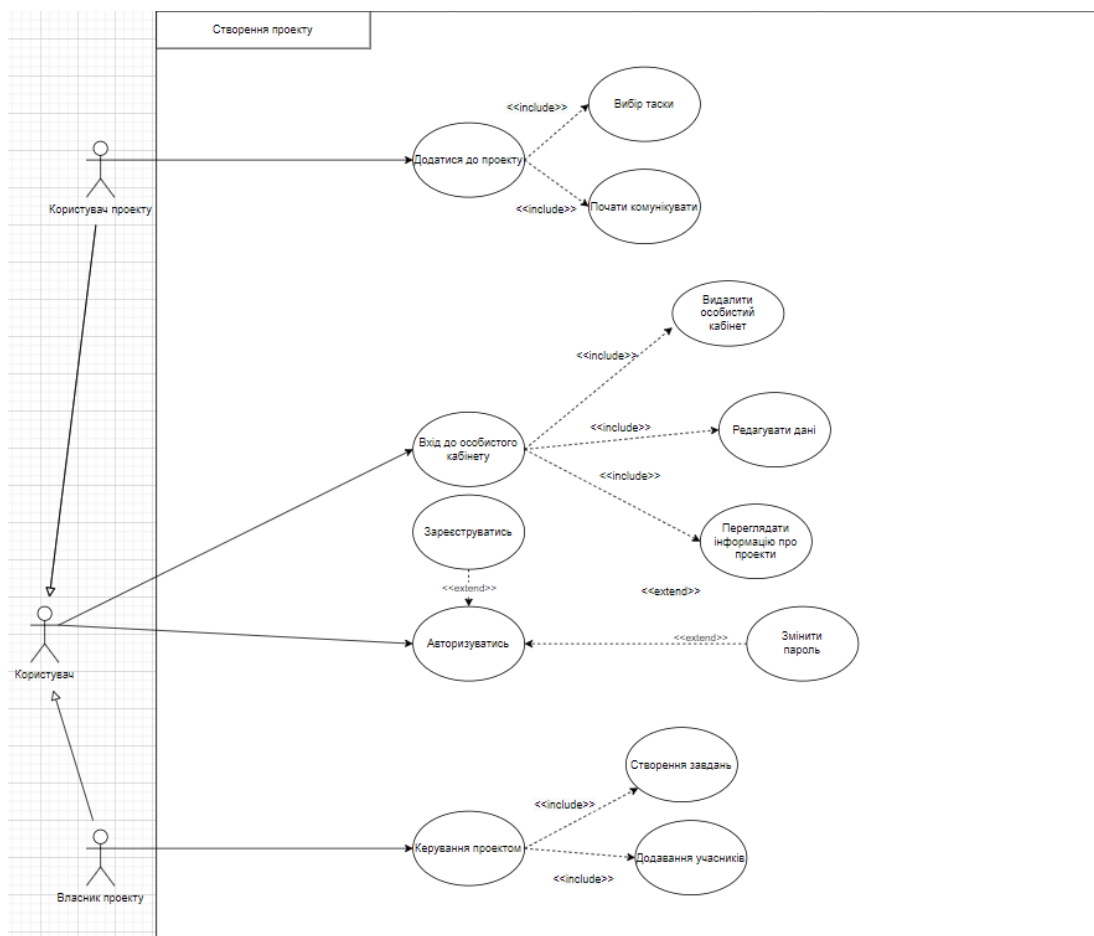 Створення проекту
Вибір таски
<<include>>
Додатися до проекту
Користувач проекту
<<include>>
Почати комунікувати
Видалити
особистий
кабінет
<<include>>
Вхід до особистого
кабінету
<<include>>
Редагувати дані
<<include>>
Зареєструватись
Переглядати
інформацію про
проекти
<<extend>>
<<extend>>
Авторизуватись
<<extend>>
Змінити
пароль
Користувач
Створення завдань
<<include>>
Керування проектом
Додавання учасників
<<include>>
Власник проекту